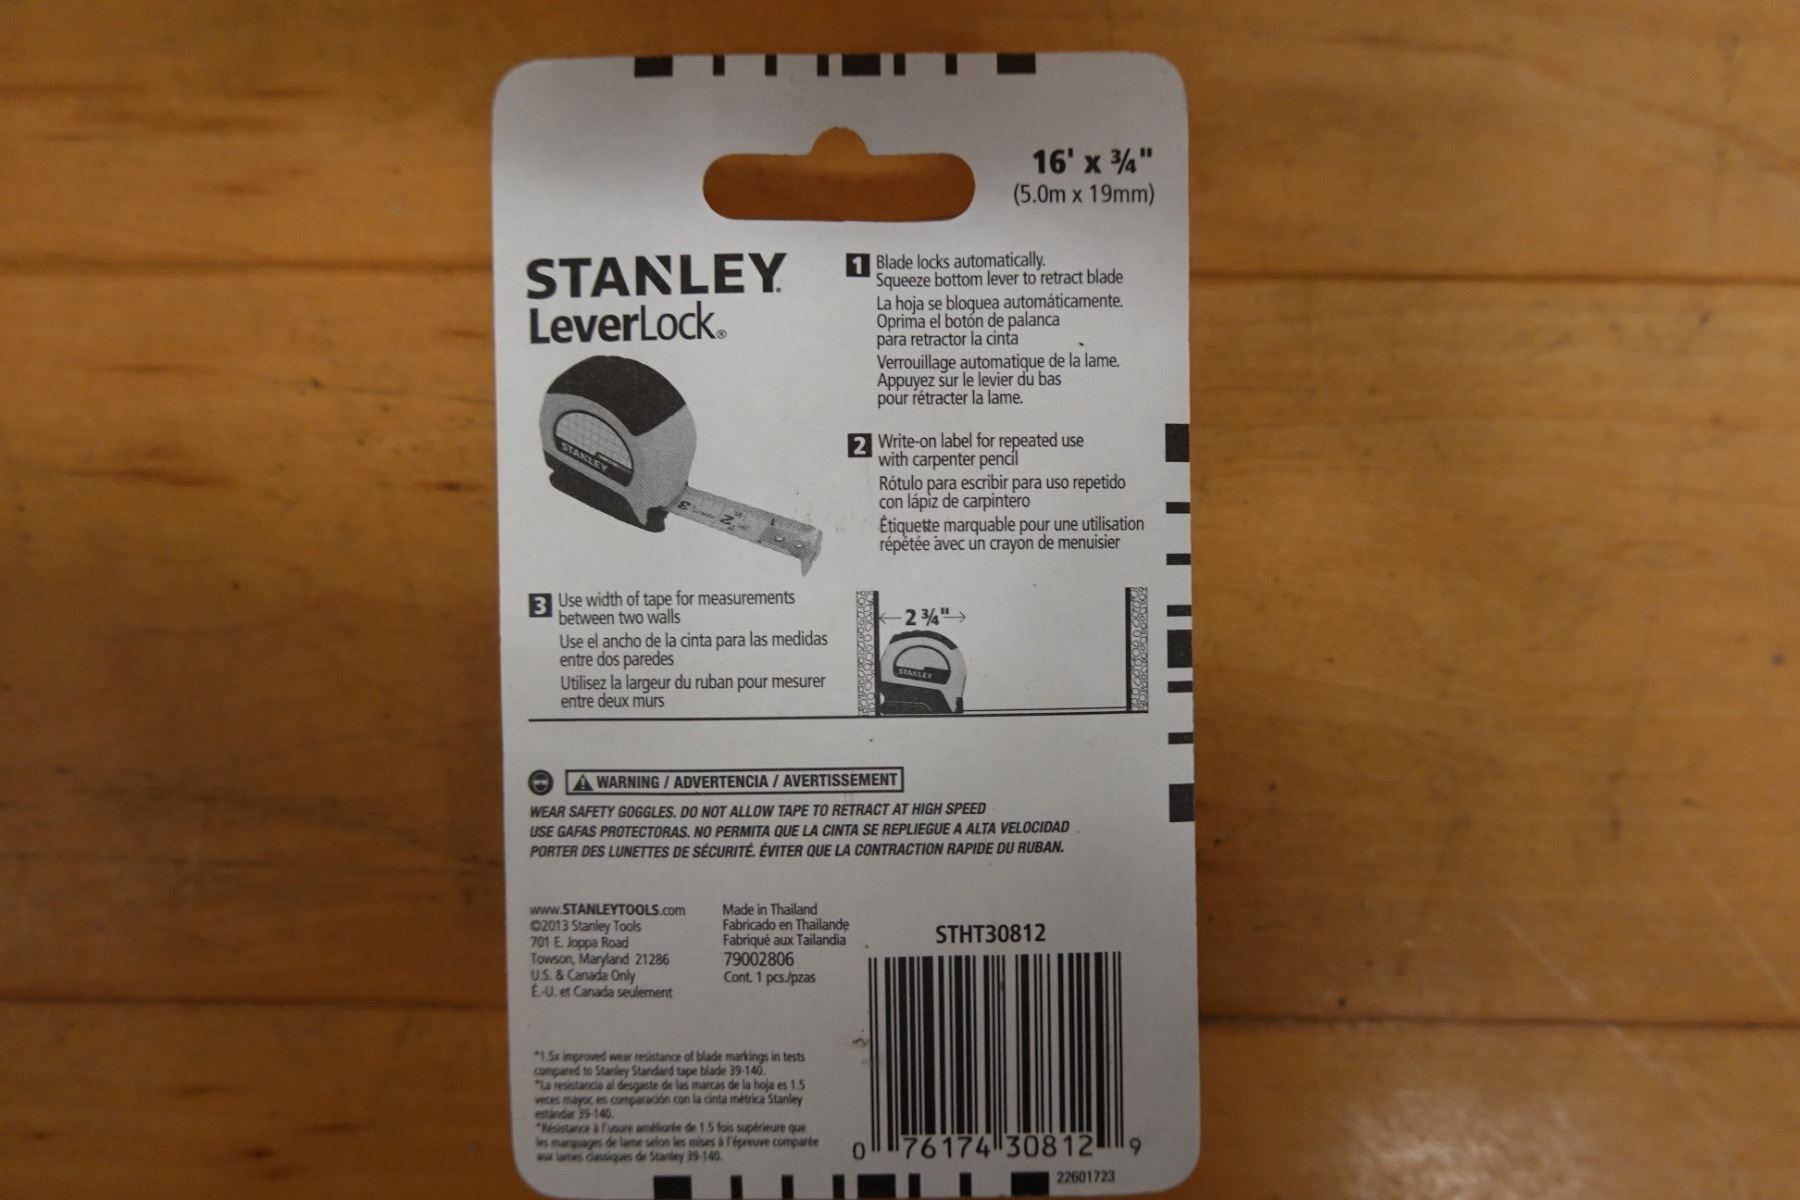 16' x ¾"
(5.0m x 19mm)
STANLEY®
LeverLock®
1 Blade locks automatically.
Squeeze bottom lever to retract blade
La hoja se bloquea automáticamente.
Oprima el botón de palanca
para retractor la cinta
Verrouillage automatique de la lame.
Appuyez sur le levier du bas
pour rétracter la lame.
STANLEY
3 2 1
2 Write-on label for repeated use
with carpenter pencil
Rótulo para escribir para uso repetido
con lápiz de carpintero
Étiquette marquable pour une utilisation
répétée avec un crayon de menuisier
3 Use width of tape for measurements
between two walls
Use el ancho de la cinta para las medidas
entre dos paredes
Utilisez la largeur du ruban pour mesurer
entre deux murs
2 ¾"
STANLEY
WARNING / ADVERTENCIA / AVERTISSEMENT
WEAR SAFETY GOGGLES. DO NOT ALLOW TAPE TO RETRACT AT HIGH SPEED
USE GAFAS PROTECTORAS. NO PERMITA QUE LA CINTA SE REPLIEGUE A ALTA VELOCIDAD
PORTER DES LUNETTES DE SÉCURITÉ. ÉVITER QUE LA CONTRACTION RAPIDE DU RUBAN.
www.STANLEYTOOLS.com
©2013 Stanley Tools
701 E. Joppa Road
Towson, Maryland 21286
U.S. & Canada Only
É.-U. et Canada seulement
Made in Thailand
Fabricado en Thailande
Fabriqué aux Tailandia
79002806
Cont. 1 pcs./pzas
STHT30812
*1.5x improved wear resistance of blade markings in tests
compared to Stanley Standard tape blade 39-140.
*La resistancia al desgaste de las marcas de la hoja es 1.5
veces mayor, en comparación con la cinta métrica Stanley
estándar 39-140.
*Résistance à l'usure améliorée de 1.5 fois supérieure que
les marquages de lame selon les mises à l'épreuve comparée
aux lames classiques de Stanley 39-140.
0 76174 30812 9
22601723